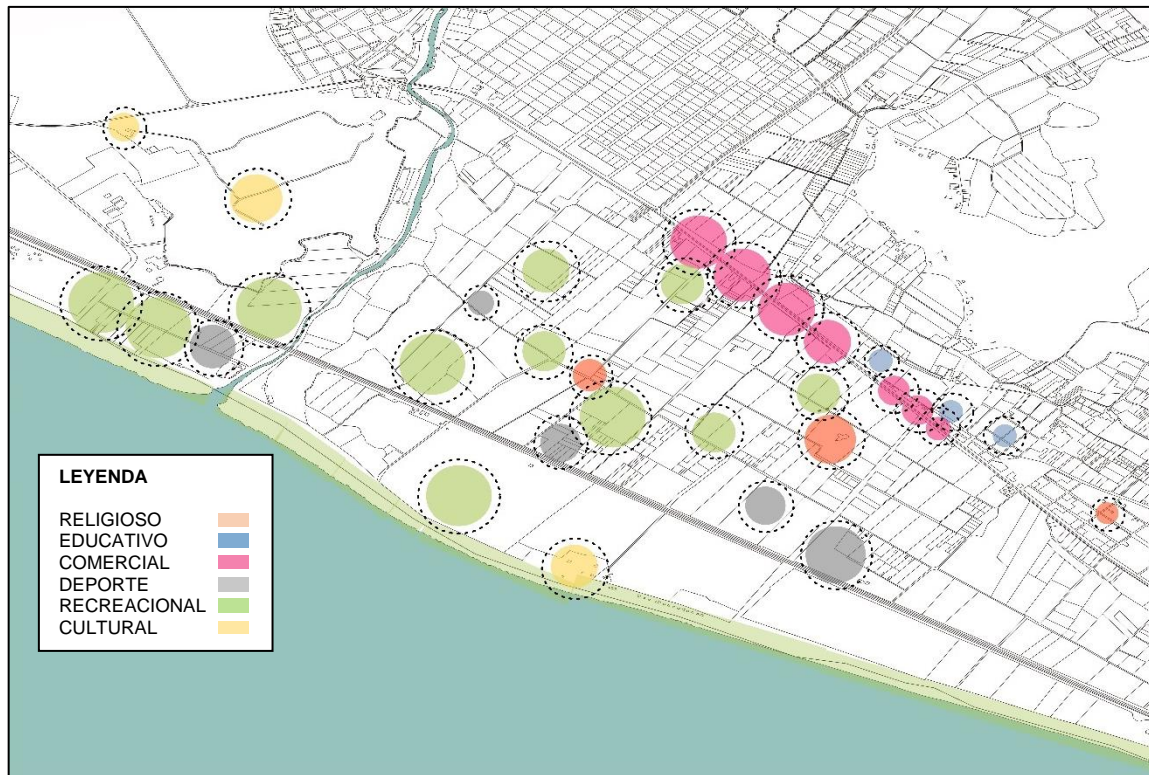 LEYENDA
RELIGIOSO
EDUCATIVO
COMERCIAL
DEPORTE
RECREACIONAL
CULTURAL